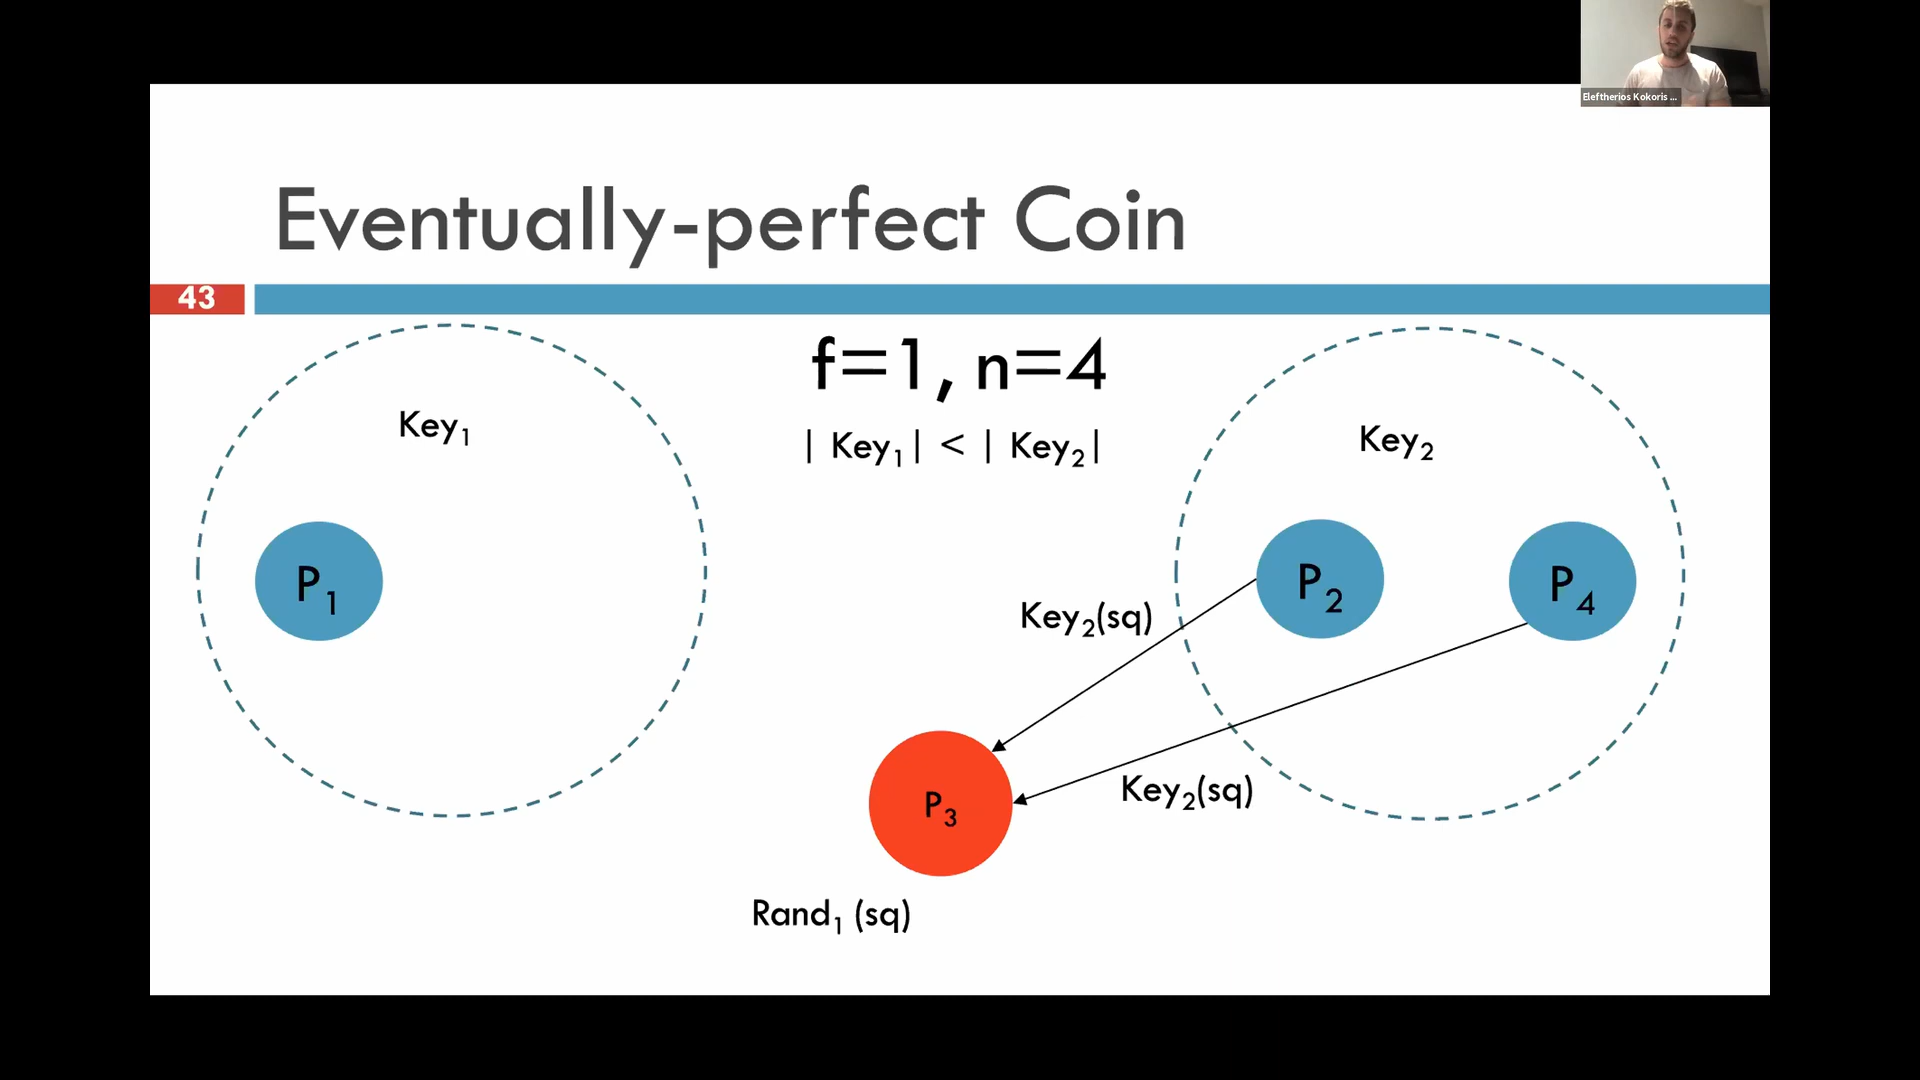 Eleftherios Kokoris ...
Eventually-perfect Coin
43
f=1, n=4
| Key₁| < | Key₂|
Key₁
Key₂
P₁
P₂
P₄
Key₂(sq)
Key₂(sq)
P₃
Rand₁ (sq)